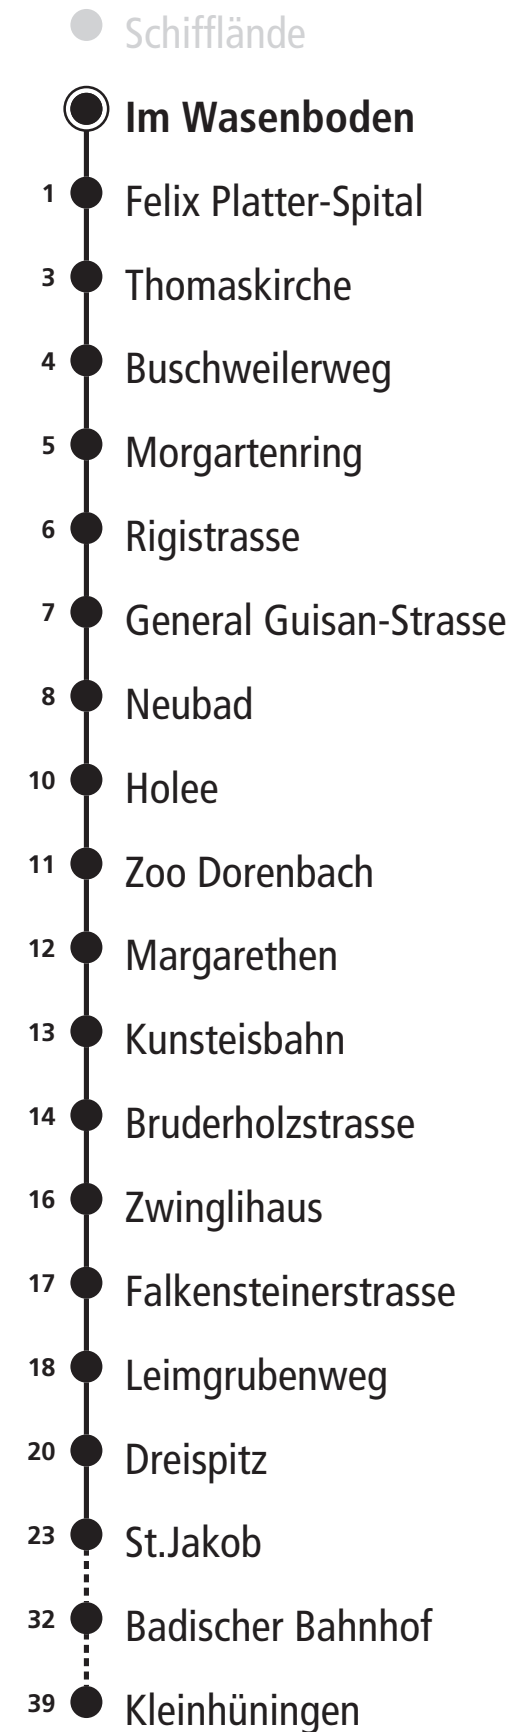 Schifflände
Im Wasenboden
1 Felix Platter-Spital
3 Thomaskirche
4 Buschweilerweg
5 Morgartenring
6 Rigistrasse
7 General Guisan-Strasse
8 Neubad
10 Holee
11 Zoo Dorenbach
12 Margarethen
13 Kunsteisbahn
14 Bruderholzstrasse
16 Zwinglihaus
17 Falkensteinerstrasse
18 Leimgrubenweg
20 Dreispitz
23 St.Jakob
32 Badischer Bahnhof
39 Kleinhüningen